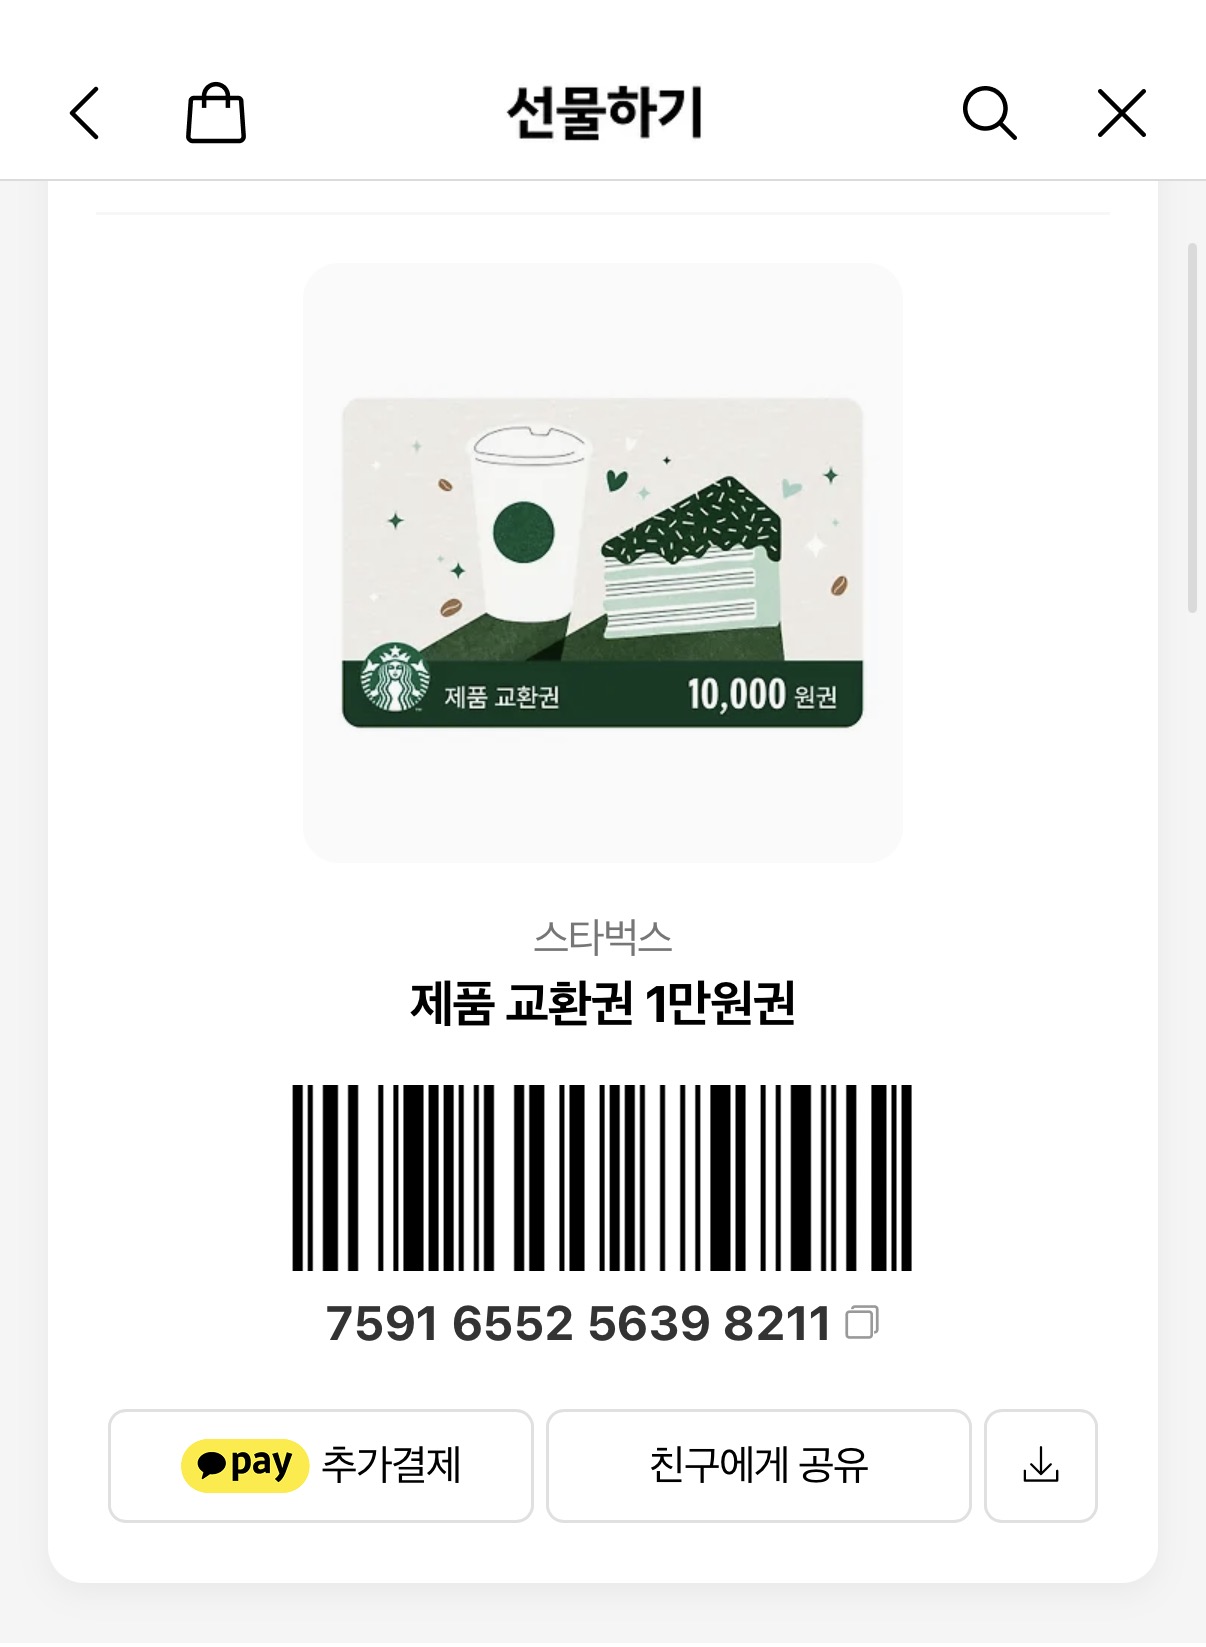 선물하기
제품 교환권 10,000 원권
스타벅스
제품 교환권 1만원권
7591 6552 5639 8211
pay 추가결제 친구에게 공유